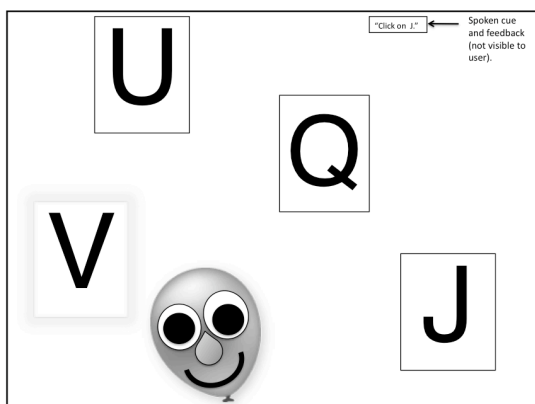 U
"Click on J."
Spoken cue
and feedback
(not visible to
user).
Q
V
J